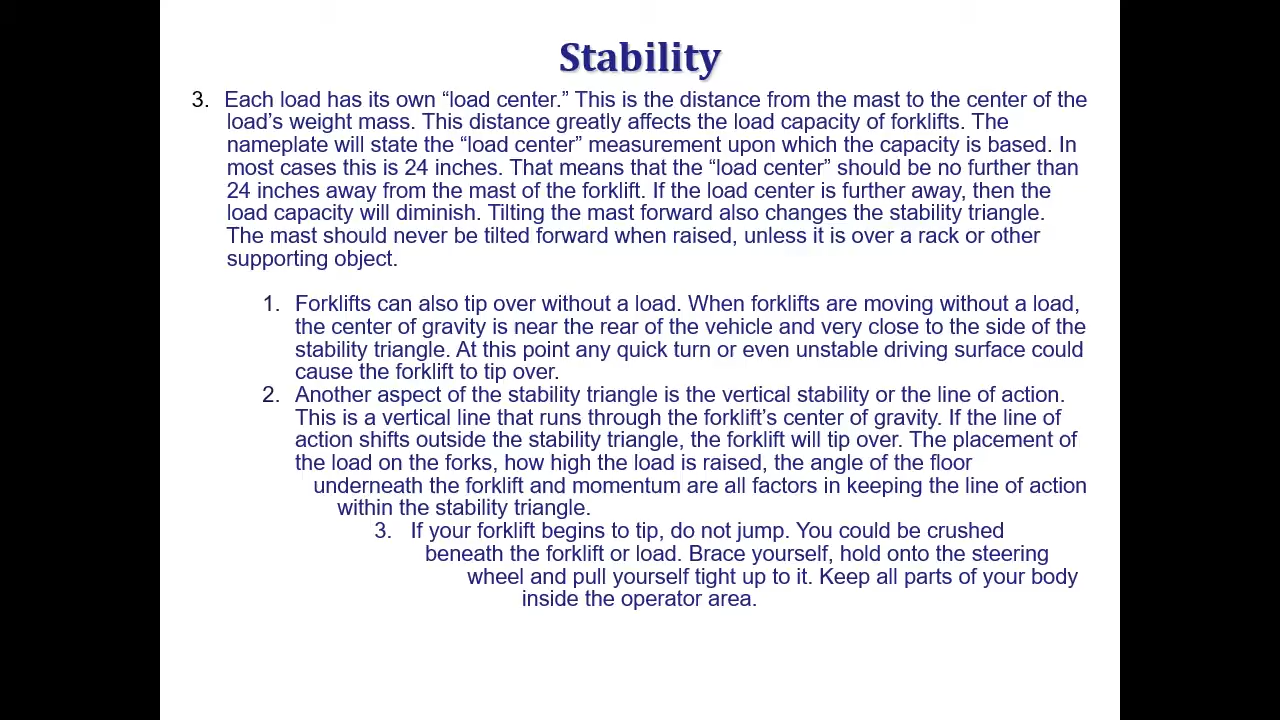 Stability
3. Each load has its own “load center.” This is the distance from the mast to the center of the
load’s weight mass. This distance greatly affects the load capacity of forklifts. The
nameplate will state the “load center” measurement upon which the capacity is based. In
most cases this is 24 inches. That means that the “load center” should be no further than
24 inches away from the mast of the forklift. If the load center is further away, then the
load capacity will diminish. Tilting the mast forward also changes the stability triangle.
The mast should never be tilted forward when raised, unless it is over a rack or other
supporting object.
1. Forklifts can also tip over without a load. When forklifts are moving without a load,
the center of gravity is near the rear of the vehicle and very close to the side of the
stability triangle. At this point any quick turn or even unstable driving surface could
cause the forklift to tip over.
2. Another aspect of the stability triangle is the vertical stability or the line of action.
This is a vertical line that runs through the forklift’s center of gravity. If the line of
action shifts outside the stability triangle, the forklift will tip over. The placement of
the load on the forks, how high the load is raised, the angle of the floor
underneath the forklift and momentum are all factors in keeping the line of action
within the stability triangle.
3. If your forklift begins to tip, do not jump. You could be crushed
beneath the forklift or load. Brace yourself, hold onto the steering
wheel and pull yourself tight up to it. Keep all parts of your body
inside the operator area.